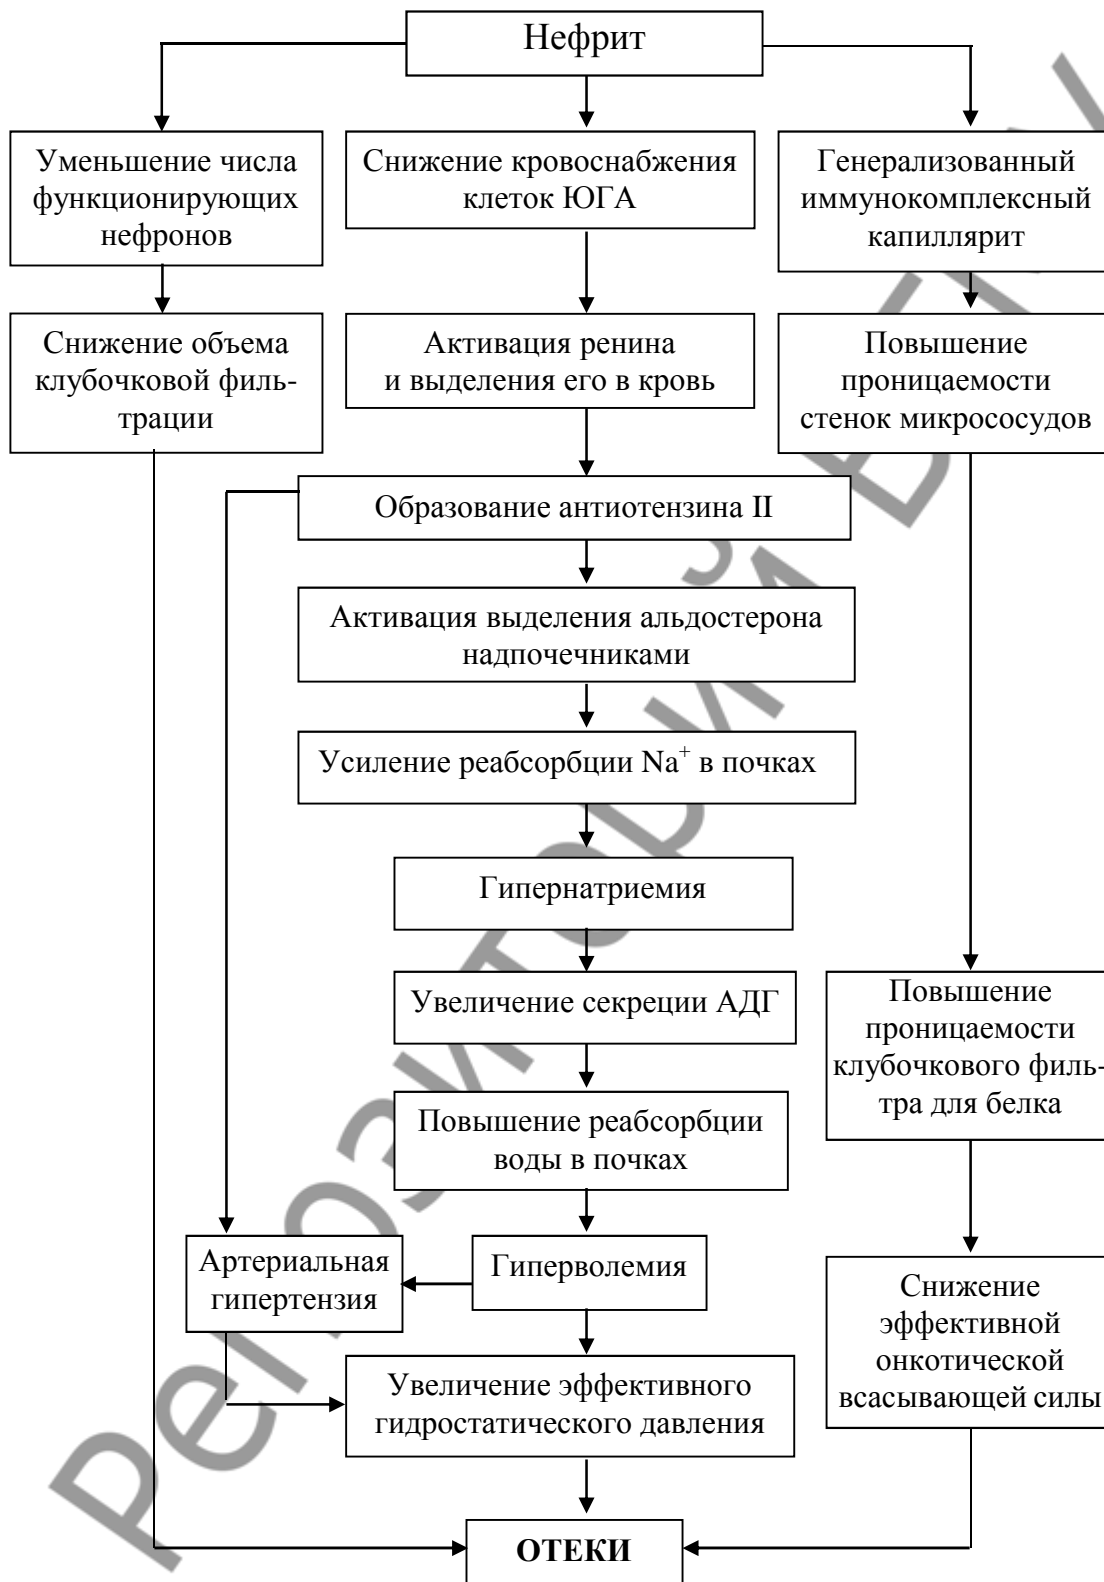 Нефрит
Уменьшение числа
функционирующих
нефронов
Снижение кровоснабжения
клеток ЮГА
Генерализованный
иммунокомплексный
капиллярит
Снижение объема
клубочковой филь-
трации
Активация ренина
и выделения его в кровь
Повышение
проницаемости
стенок микрососудов
Образование антиотензина II
Активация выделения альдостерона
надпочечниками
Усиление реабсорбции Na⁺ в почках
Гипернатриемия
Увеличение секреции АДГ
Повышение
проницаемости
клубочкового филь-
тра для белка
Повышение реабсорбции
воды в почках
Артериальная
гипертензия
Гиперволемия
Снижение
эффективной
онкотической
всасывающей силы
Увеличение эффективного
гидростатического давления
ОТЕКИ